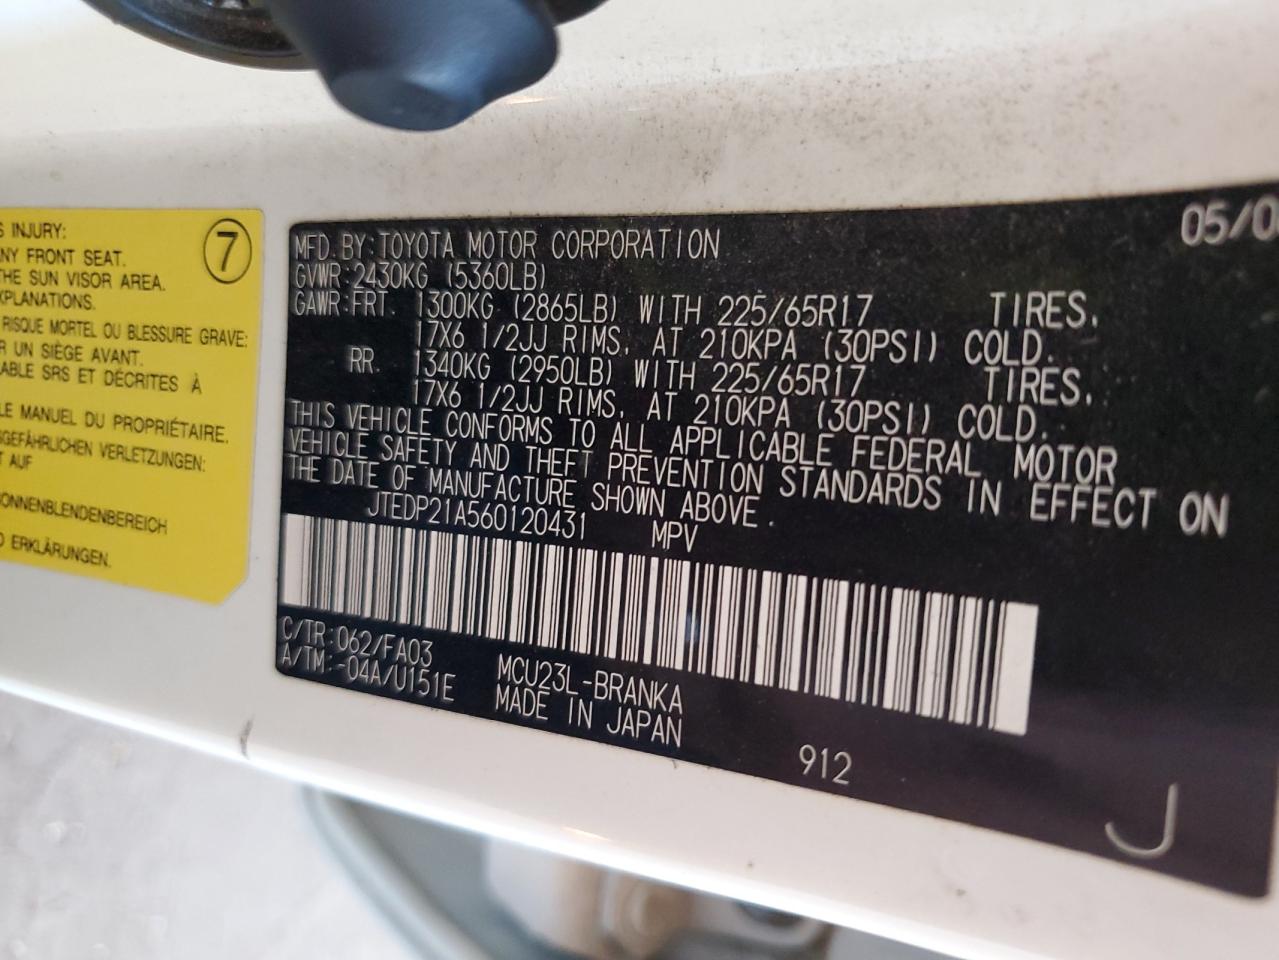 S INJURY:
NY FRONT SEAT.
HE SUN VISOR AREA.
XPLANATIONS.
7
RISQUE MORTEL OU BLESSURE GRAVE:
R UN SIÈGE AVANT.
ABLE SRS ET DÉCRITES À
LE MANUEL DU PROPRIÉTAIRE.
GEFÄHRLICHEN VERLETZUNGEN:
T AUF
ONNENBLENDENBEREICH
D ERKLÄRUNGEN.
MFD. BY: TOYOTA MOTOR CORPORATION 05/0
GVWR: 2430KG (5360LB)
GAWR: FRT. 1300KG (2865LB) WITH 225/65R17 TIRES,
17X6 1/2JJ RIMS, AT 210KPA (30PSI) COLD.
RR. 1340KG (2950LB) WITH 225/65R17 TIRES,
17X6 1/2JJ RIMS, AT 210KPA (30PSI) COLD.
THIS VEHICLE CONFORMS TO ALL APPLICABLE FEDERAL MOTOR
VEHICLE SAFETY AND THEFT PREVENTION STANDARDS IN EFFECT ON
THE DATE OF MANUFACTURE SHOWN ABOVE.
JTEDP21A560120431 MPV
C/TR: 062/FA03 MCU23L-BRANKA
A/TM: -04A/U151E MADE IN JAPAN
912
J